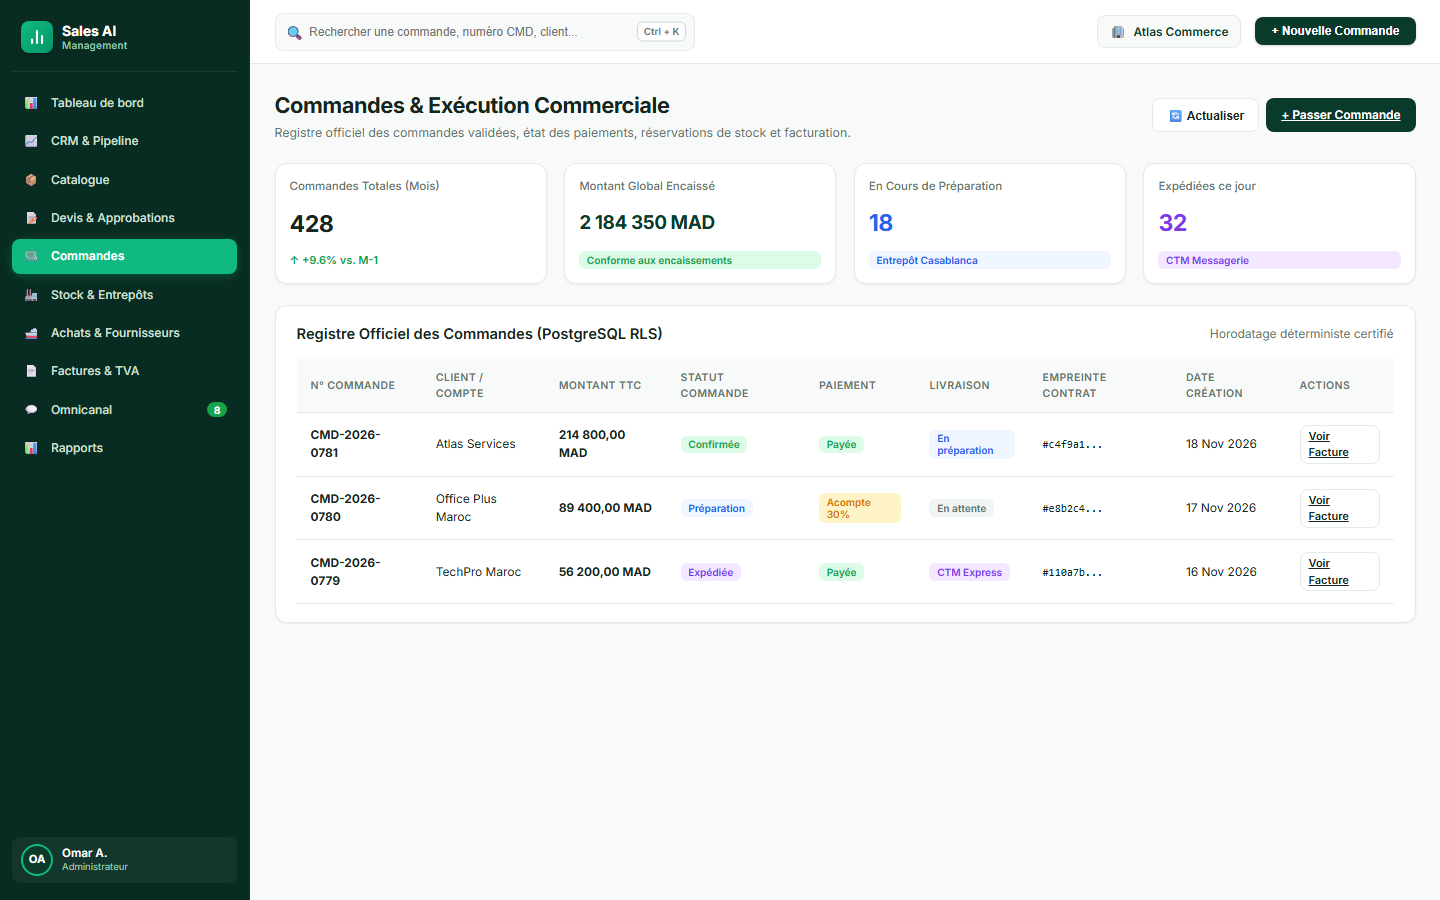 Sales AI
Management
Tableau de bord
CRM & Pipeline
Catalogue
Devis & Approbations
Commandes
Stock & Entrepôts
Achats & Fournisseurs
Factures & TVA
Omnicanal 8
Rapports
OA
Omar A.
Administrateur
Rechercher une commande, numéro CMD, client... Ctrl + K
Atlas Commerce
+ Nouvelle Commande
Commandes & Exécution Commerciale
Registre officiel des commandes validées, état des paiements, réservations de stock et facturation.
Actualiser
+ Passer Commande
Commandes Totales (Mois)
428
↑ +9.6% vs. M-1
Montant Global Encaissé
2 184 350 MAD
Conforme aux encaissements
En Cours de Préparation
18
Entrepôt Casablanca
Expédiées ce jour
32
CTM Messagerie
Registre Officiel des Commandes (PostgreSQL RLS)
Horodatage déterministe certifié
N° COMMANDE
CLIENT /
COMPTE
MONTANT TTC
STATUT
COMMANDE
PAIEMENT
LIVRAISON
EMPREINTE
CONTRAT
DATE
CRÉATION
ACTIONS
CMD-2026-
0781
Atlas Services
214 800,00
MAD
Confirmée
Payée
En
préparation
#c4f9a1...
18 Nov 2026
Voir
Facture
CMD-2026-
0780
Office Plus
Maroc
89 400,00 MAD
Préparation
Acompte
30%
En attente
#e8b2c4...
17 Nov 2026
Voir
Facture
CMD-2026-
0779
TechPro Maroc
56 200,00 MAD
Expédiée
Payée
CTM Express
#110a7b...
16 Nov 2026
Voir
Facture